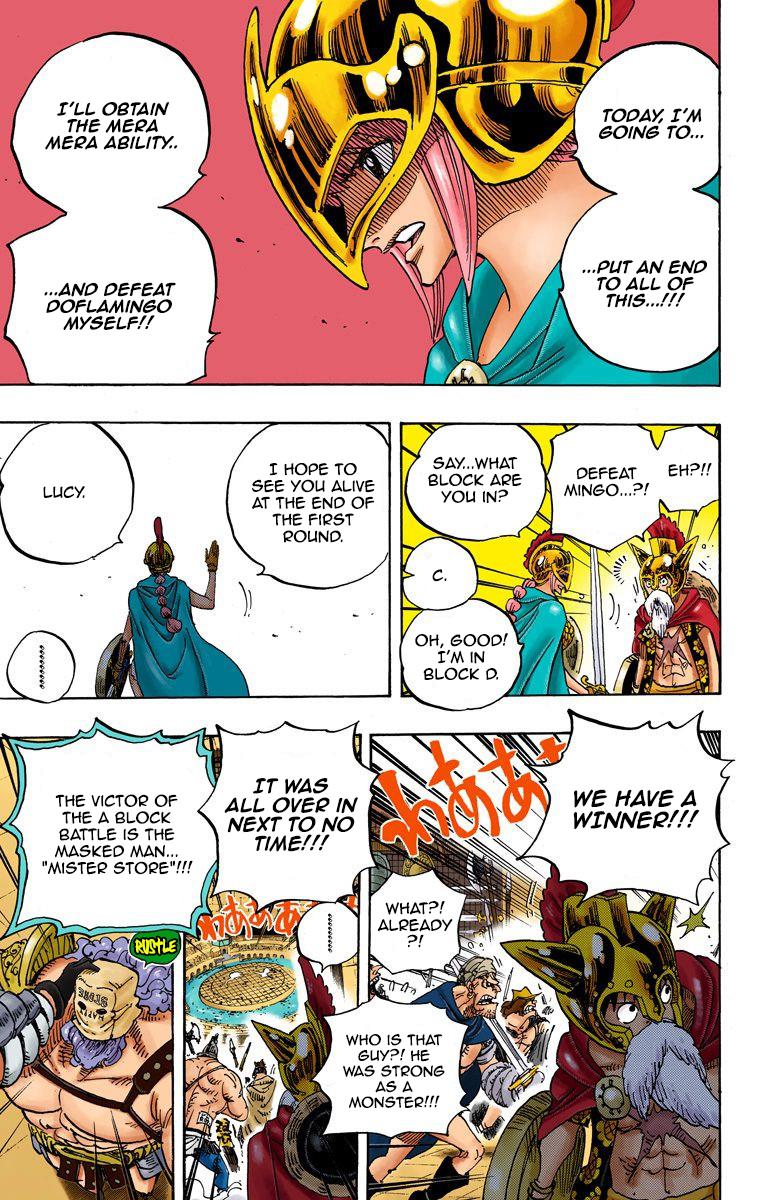 TODAY, I'M
GOING TO...
...PUT AN END
TO ALL OF
THIS...!!!
I'LL OBTAIN
THE MERA
MERA ABILITY..
...AND DEFEAT
DOFLAMINGO
MYSELF!!
EH?!!
DEFEAT
MINGO...?!
SAY...WHAT
BLOCK ARE
YOU IN?
C.
OH, GOOD!
I'M IN
BLOCK D.
I HOPE TO
SEE YOU ALIVE
AT THE END OF
THE FIRST
ROUND.
LUCY.
.........
WE HAVE A
WINNER!!!
わあああ
WHAT?!
ALREADY
?!
WHO IS THAT
GUY?! HE
WAS STRONG
AS A
MONSTER!!!
IT WAS
ALL OVER IN
NEXT TO NO
TIME!!!
.........
わあああ
THE VICTOR OF
THE A BLOCK
BATTLE IS THE
MASKED MAN...
"MISTER STORE"!!!
RUSTLE